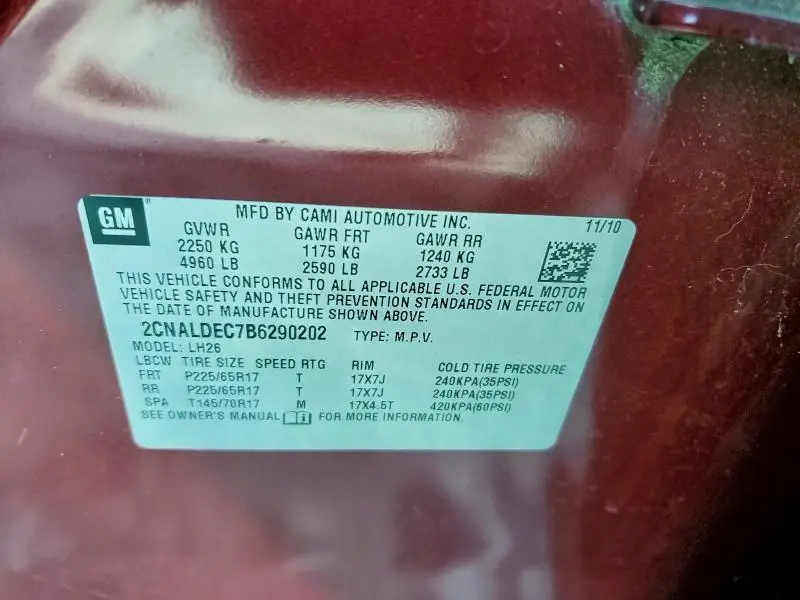 GM®
MFD BY CAMI AUTOMOTIVE INC. 11/10
GVWR GAWR FRT GAWR RR
2250 KG 1175 KG 1240 KG
4960 LB 2590 LB 2733 LB
THIS VEHICLE CONFORMS TO ALL APPLICABLE U.S. FEDERAL MOTOR
VEHICLE SAFETY AND THEFT PREVENTION STANDARDS IN EFFECT ON
THE DATE OF MANUFACTURE SHOWN ABOVE.
2CNALDEC7B6290202 TYPE: M.P.V.
MODEL: LH26
LBCW TIRE SIZE SPEED RTG RIM COLD TIRE PRESSURE
FRT P225/65R17 T 17X7J 240KPA(35PSI)
RR P225/65R17 T 17X7J 240KPA(35PSI)
SPA T145/70R17 M 17X4.5T 420KPA(60PSI)
SEE OWNER'S MANUAL FOR MORE INFORMATION.